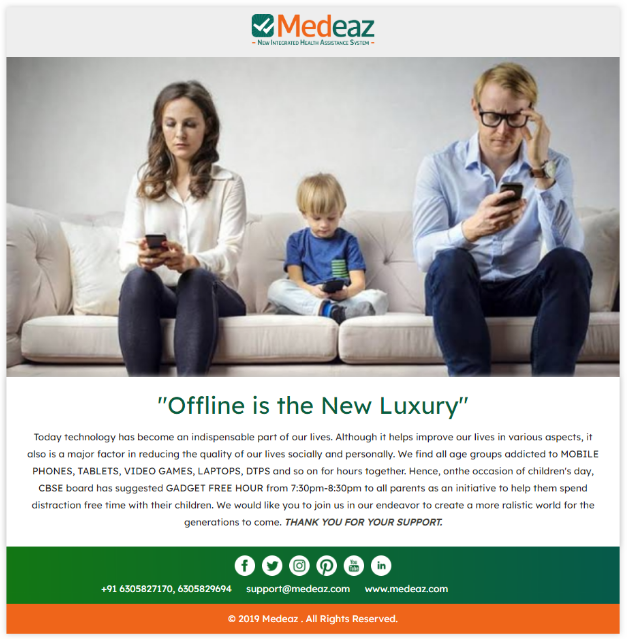 Medeaz
- New Integrated Health Assistance System -
"Offline is the New Luxury"
Today technology has become an indispensable part of our lives. Although it helps improve our lives in various aspects, it
also is a major factor in reducing the quality of our lives socially and personally. We find all age groups addicted to MOBILE
PHONES, TABLETS, VIDEO GAMES, LAPTOPS, DTPS and so on for hours together. Hence, onthe occasion of children's day,
CBSE board has suggested GADGET FREE HOUR from 7:30pm-8:30pm to all parents as an initiative to help them spend
distraction free time with their children. We would like you to join us in our endeavor to create a more ralistic world for the
generations to come. THANK YOU FOR YOUR SUPPORT.
+91 6305827170, 6305829694 support@medeaz.com www.medeaz.com
© 2019 Medeaz . All Rights Reserved.